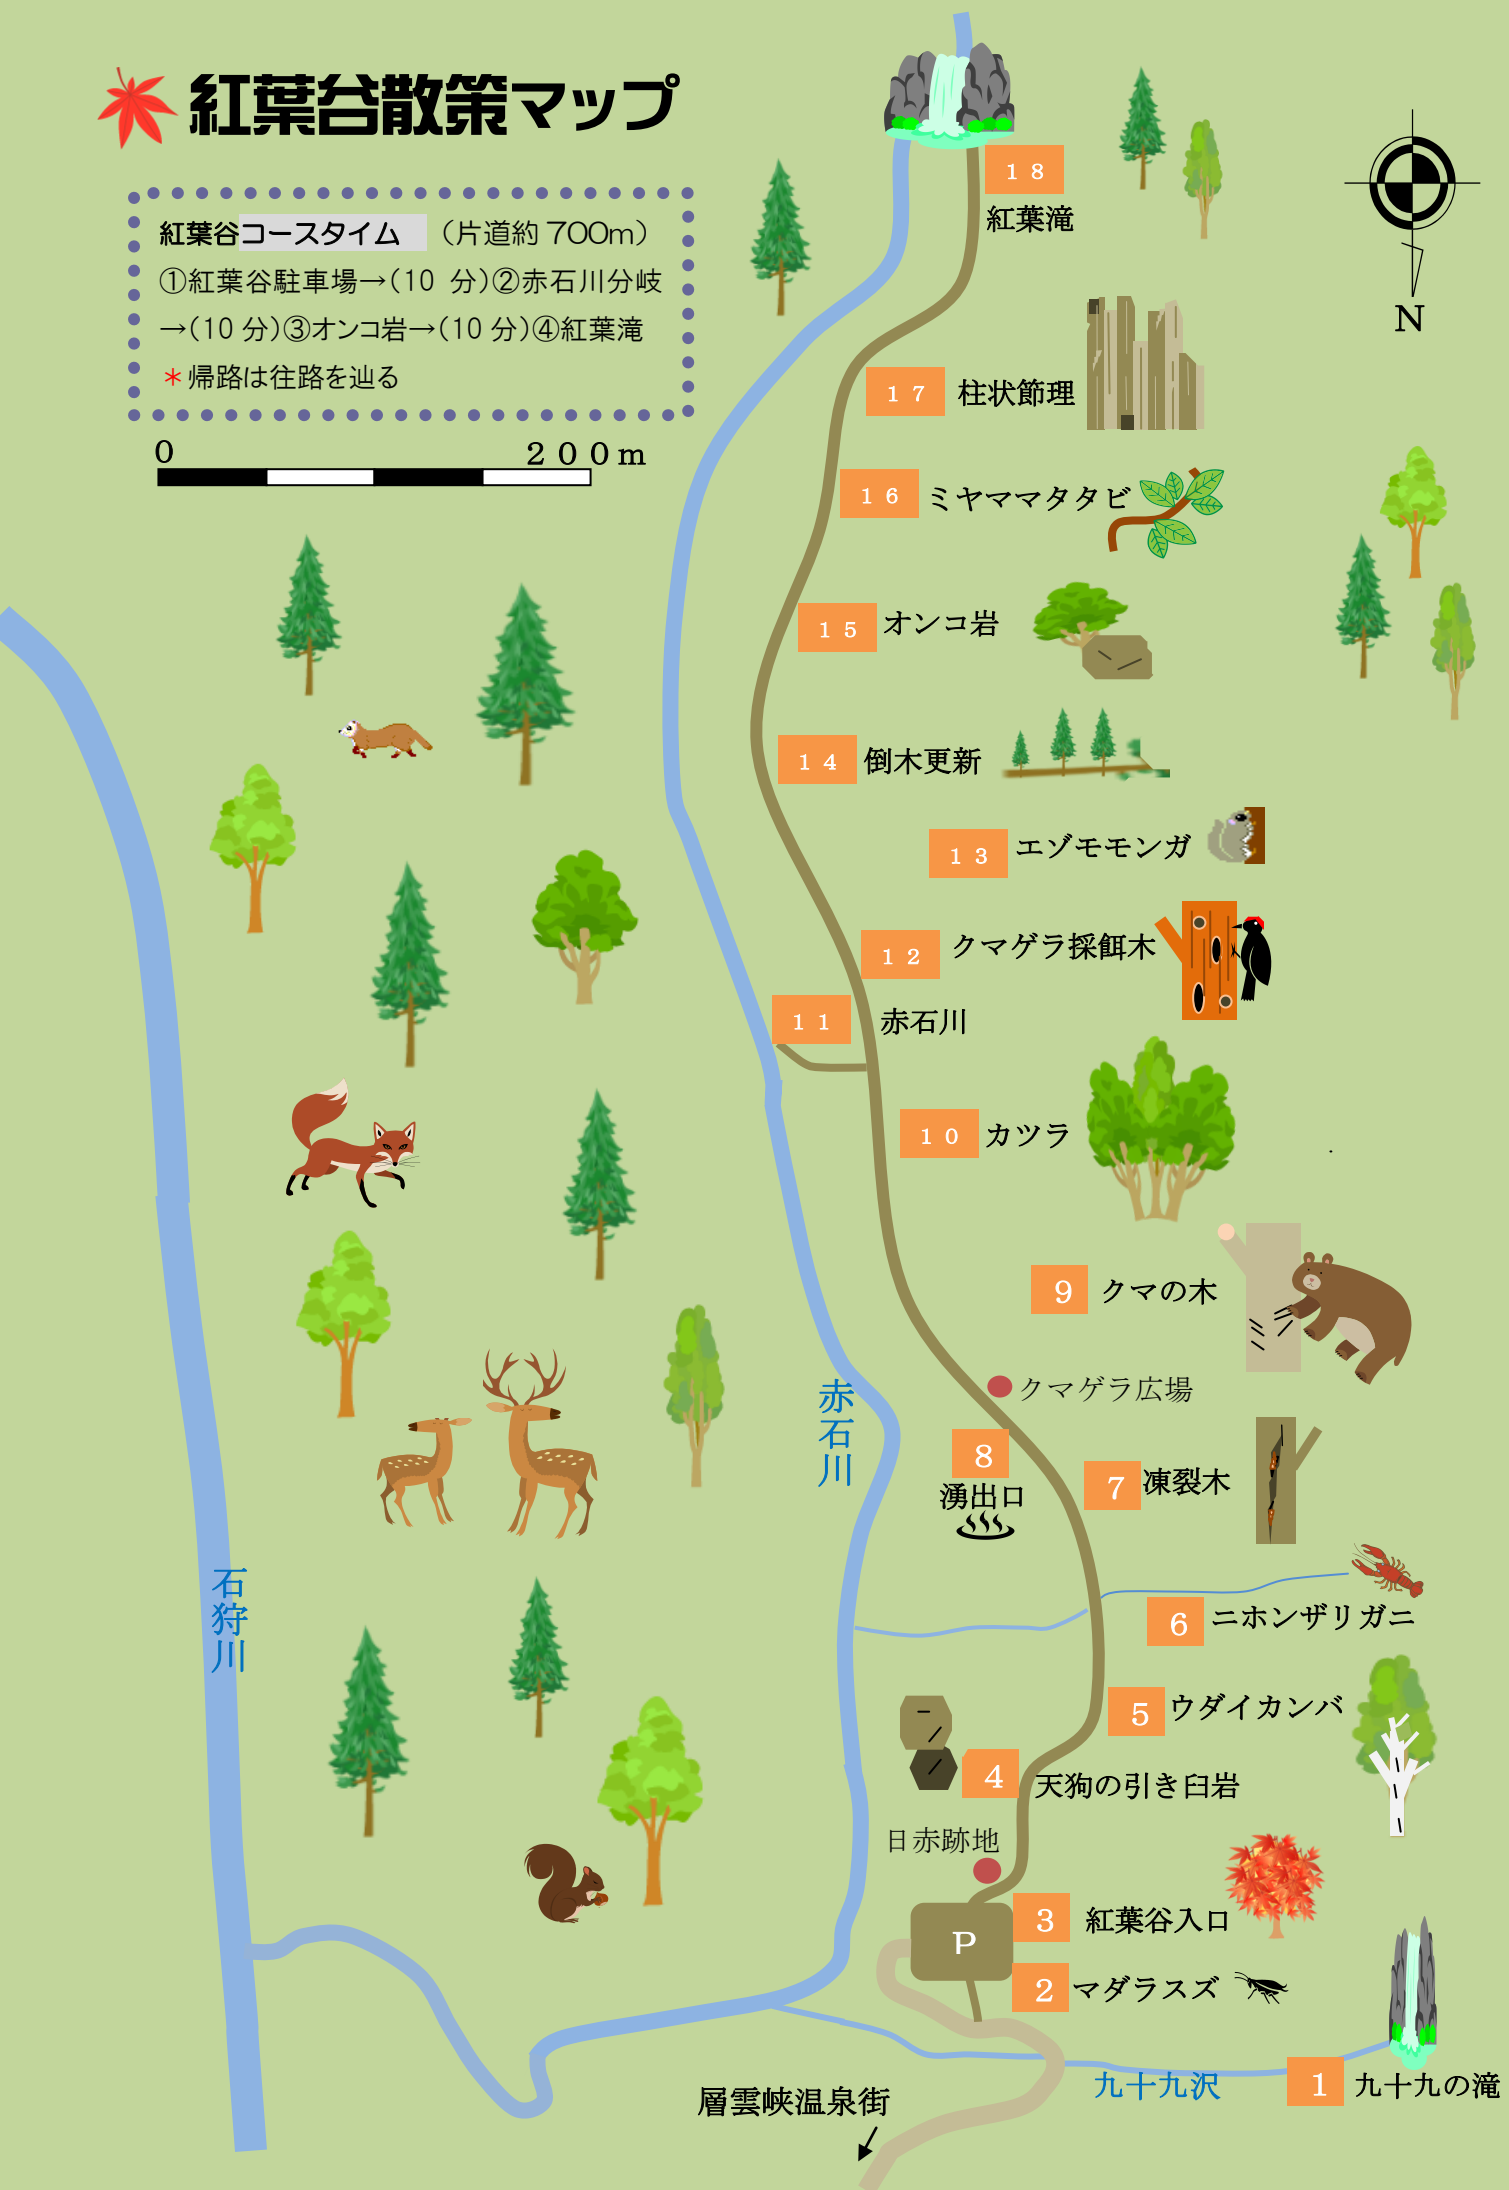 紅葉谷散策マップ
紅葉谷コースタイム （片道約700m）
①紅葉谷駐車場→(10 分)②赤石川分岐
→(10分)③オンコ岩→(10分)④紅葉滝
＊帰路は往路を辿る
0 200m
N
18
紅葉滝
17 柱状節理
16 ミヤママタタビ
15 オンコ岩
14 倒木更新
13 エゾモモンガ
12 クマゲラ採餌木
11 赤石川
10 カツラ
9 クマの木
クマゲラ広場
赤石川
8
湧出口
7 凍裂木
石狩川
6 ニホンザリガニ
5 ウダイカンバ
4 天狗の引き臼岩
日赤跡地
3 紅葉谷入口
P
2 マダラスズ
九十九沢
1 九十九の滝
層雲峡温泉街